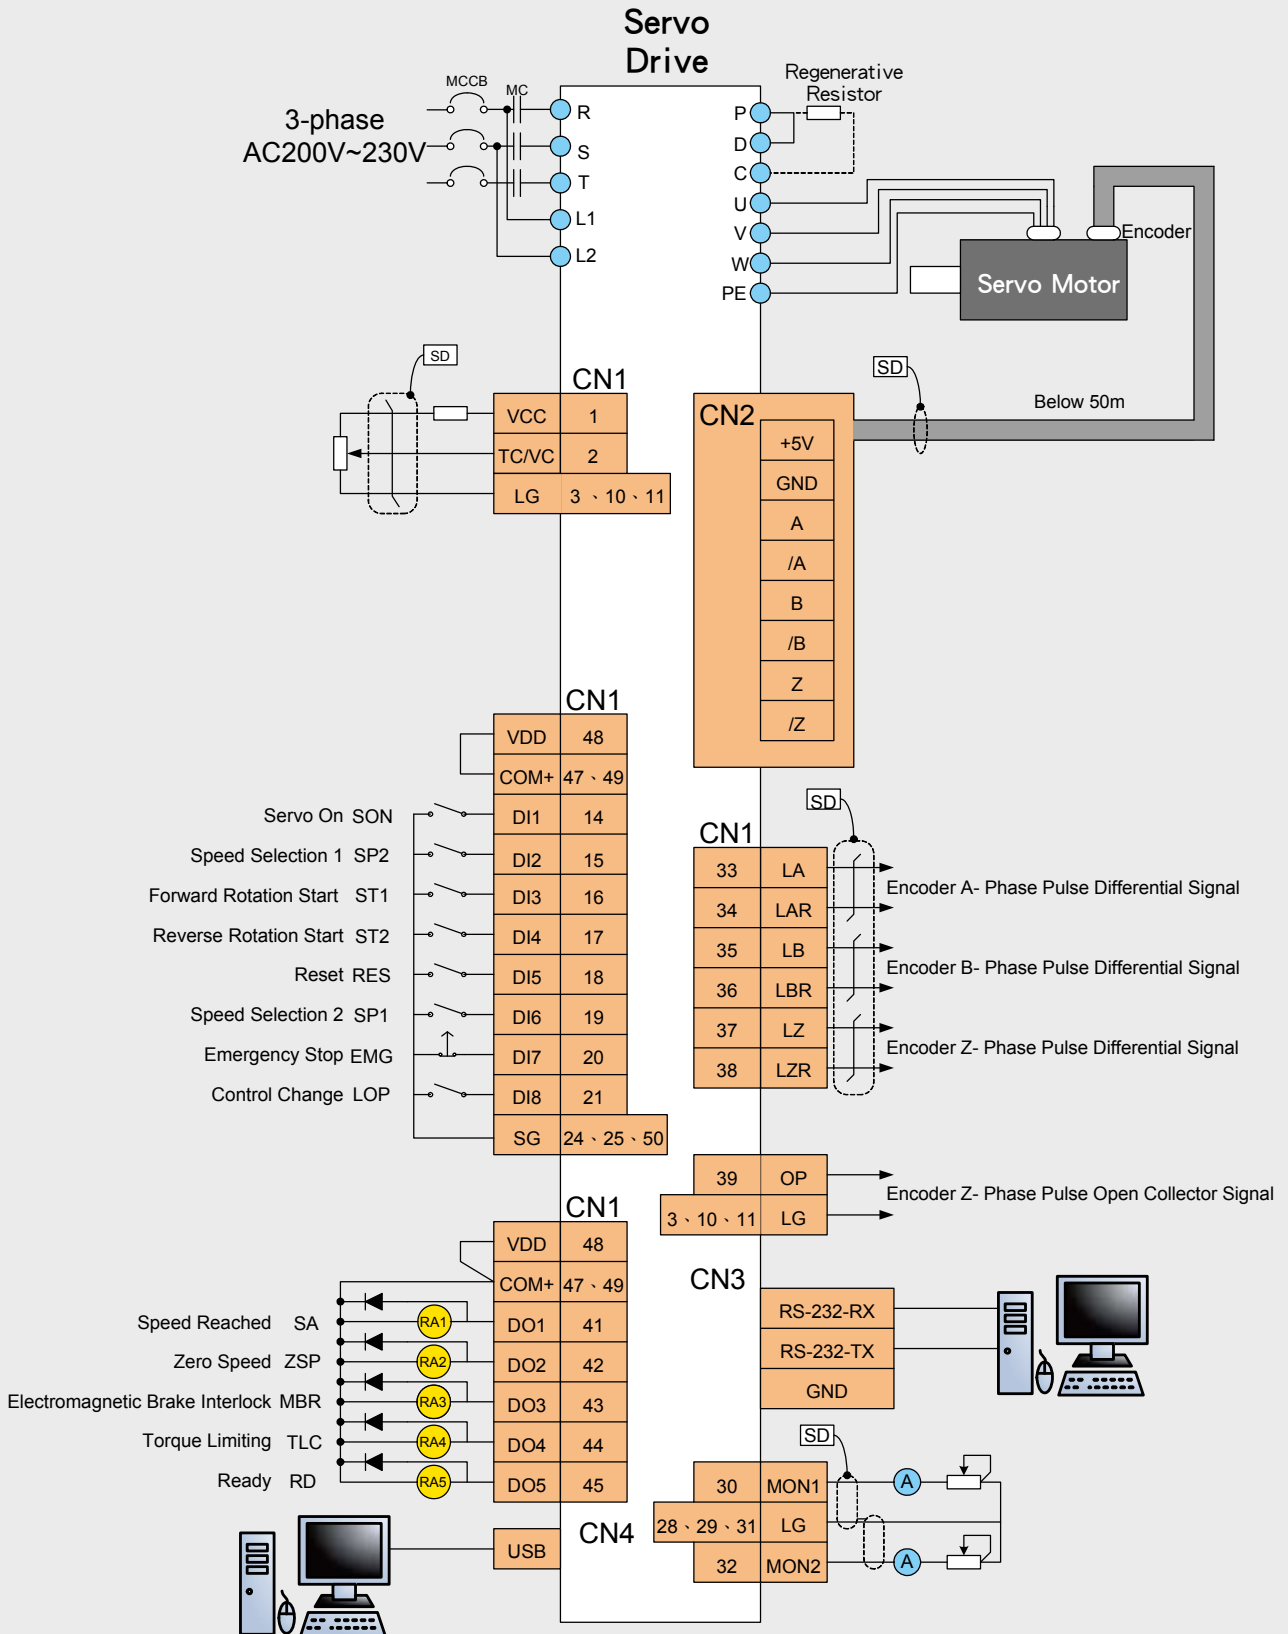 Servo
Drive
MCCB
MC
3-phase
AC200V~230V
R
S
T
L1
L2
Regenerative
Resistor
P
D
C
U
V
W
PE
Encoder
Servo Motor
SD
CN1
VCC 1
TC/VC 2
LG 3、10、11
SD
Below 50m
CN2
+5V
GND
A
/A
B
/B
Z
/Z
CN1
VDD 48
COM+ 47、49
Servo On SON DI1 14
Speed Selection 1 SP2 DI2 15
Forward Rotation Start ST1 DI3 16
Reverse Rotation Start ST2 DI4 17
Reset RES DI5 18
Speed Selection 2 SP1 DI6 19
Emergency Stop EMG DI7 20
Control Change LOP DI8 21
SG 24、25、50
SD
CN1
33 LA
Encoder A- Phase Pulse Differential Signal
34 LAR
35 LB
Encoder B- Phase Pulse Differential Signal
36 LBR
37 LZ
Encoder Z- Phase Pulse Differential Signal
38 LZR
39 OP
Encoder Z- Phase Pulse Open Collector Signal
3、10、11 LG
CN1
VDD 48
COM+ 47、49
Speed Reached SA RA1 DO1 41
Zero Speed ZSP RA2 DO2 42
Electromagnetic Brake Interlock MBR RA3 DO3 43
Torque Limiting TLC RA4 DO4 44
Ready RD RA5 DO5 45
CN3
RS-232-RX
RS-232-TX
GND
SD
30 MON1 A
28、29、31 LG
32 MON2 A
USB CN4